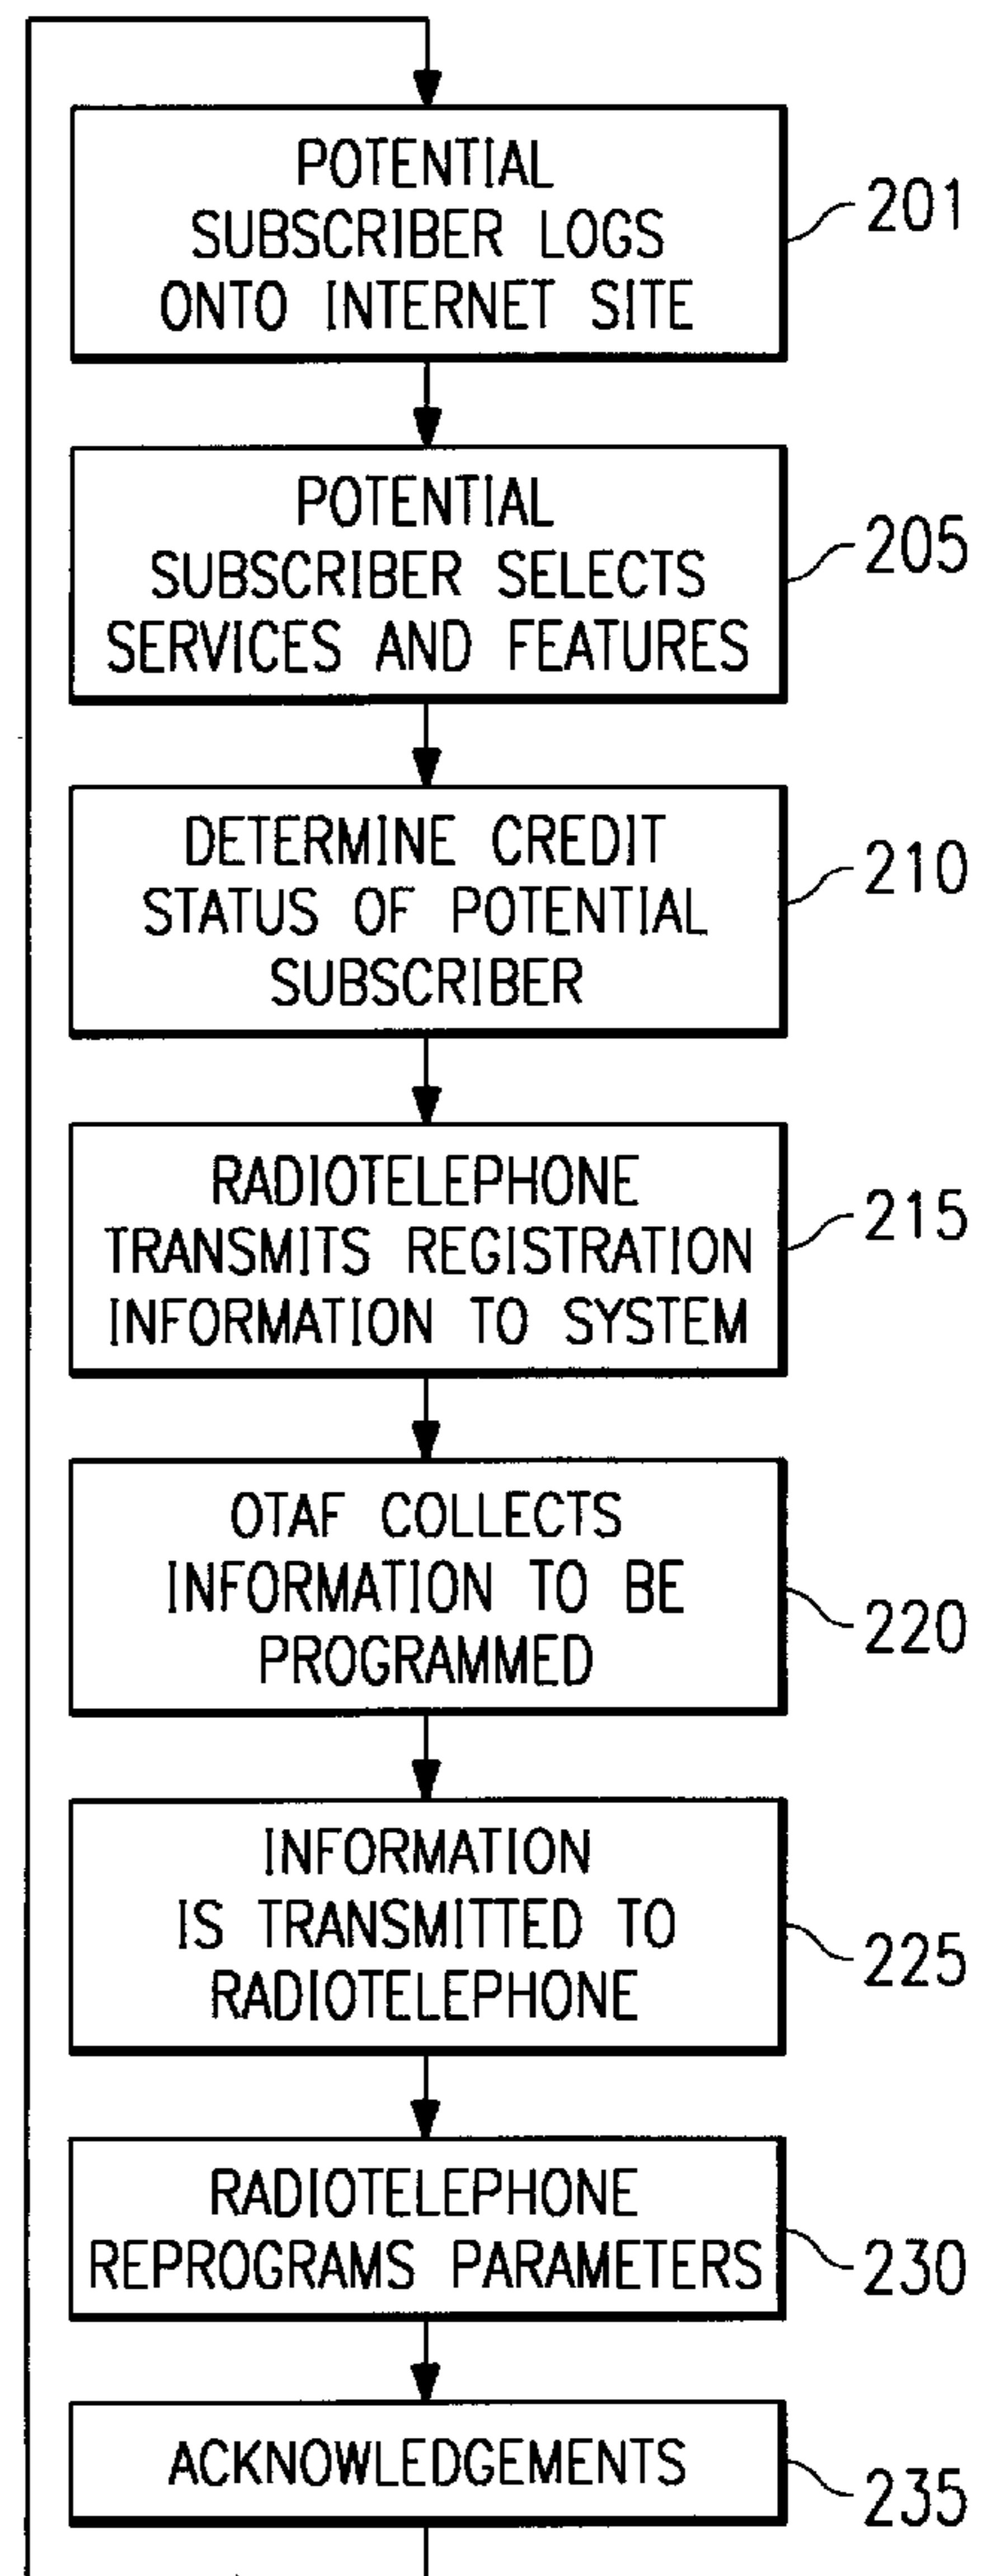 POTENTIAL
SUBSCRIBER LOGS
ONTO INTERNET SITE
201
POTENTIAL
SUBSCRIBER SELECTS
SERVICES AND FEATURES
205
DETERMINE CREDIT
STATUS OF POTENTIAL
SUBSCRIBER
210
RADIOTELEPHONE
TRANSMITS REGISTRATION
INFORMATION TO SYSTEM
215
OTAF COLLECTS
INFORMATION TO BE
PROGRAMMED
220
INFORMATION
IS TRANSMITTED TO
RADIOTELEPHONE
225
RADIOTELEPHONE
REPROGRAMS PARAMETERS
230
ACKNOWLEDGEMENTS
235